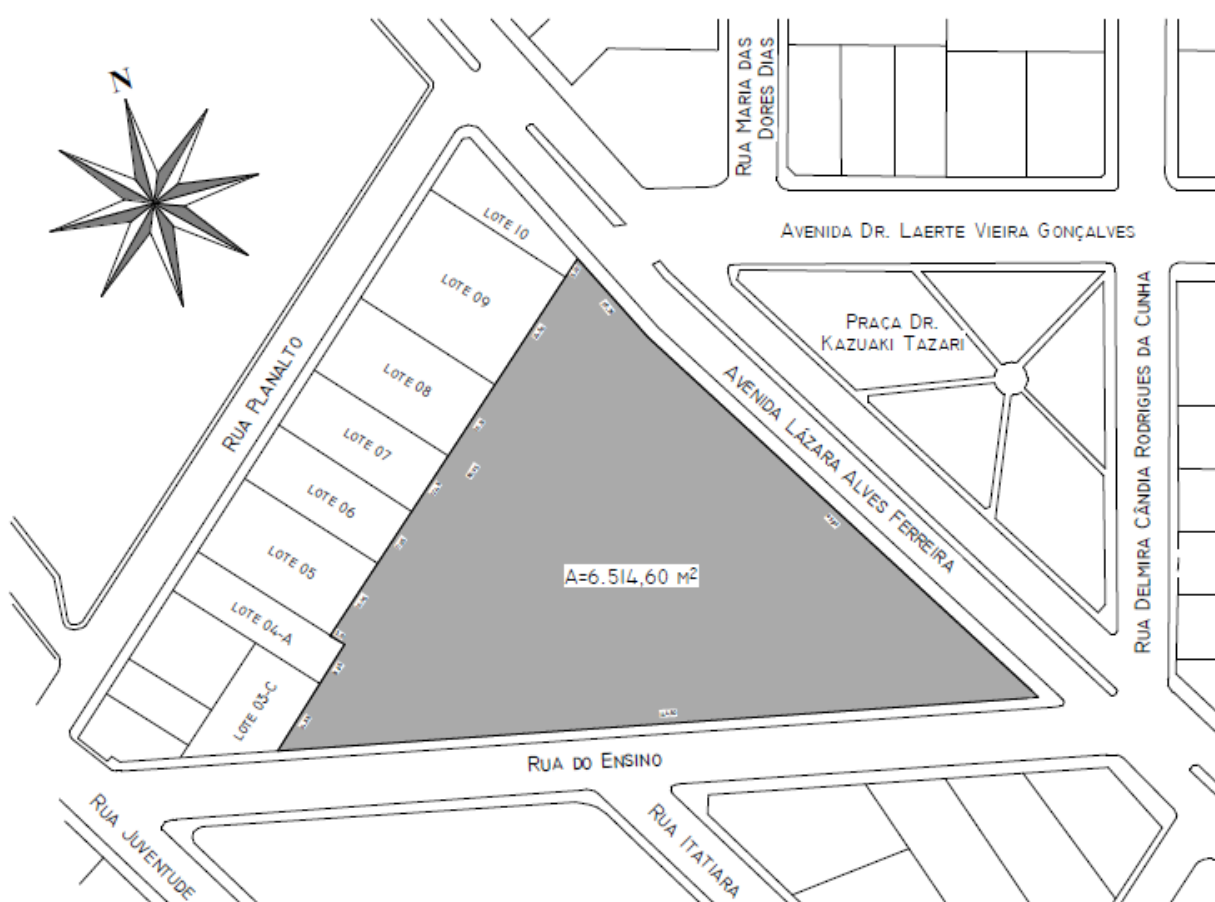 N
RUA MARIA DAS
DORES DIAS
AVENIDA DR. LAERTE VIEIRA GONÇALVES
LOTE 10
LOTE 09
LOTE 08
LOTE 07
LOTE 06
LOTE 05
LOTE 04-A
LOTE 03-C
RUA PLANALTO
PRAÇA DR.
KAZUAKI TAZARI
AVENIDA LÁZARA ALVES FERREIRA
RUA DELMIRA CÂNDIA RODRIGUES DA CUNHA
A=6.514,60 M²
RUA DO ENSINO
RUA JUVENTUDE
RUA ITATIARA